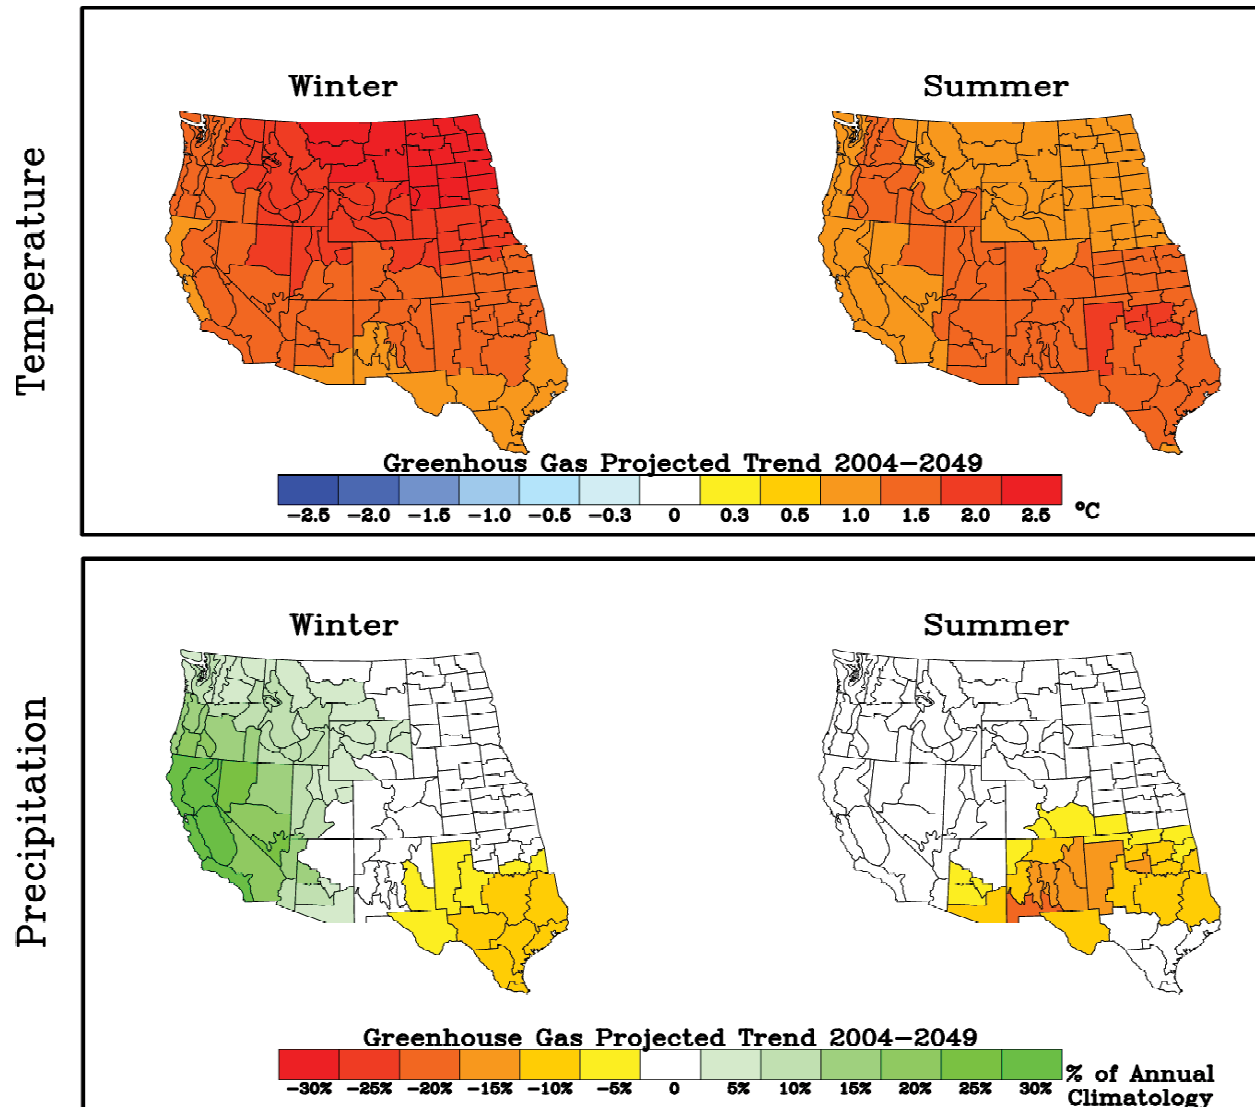 Temperature
Winter
Summer
Greenhous Gas Projected Trend 2004-2049
-2.5 -2.0 -1.5 -1.0 -0.5 -0.3 0 0.3 0.5 1.0 1.5 2.0 2.5 °C
Precipitation
Winter
Summer
Greenhouse Gas Projected Trend 2004-2049
-30% -25% -20% -15% -10% -5% 0 5% 10% 15% 20% 25% 30% % of Annual
Climatology